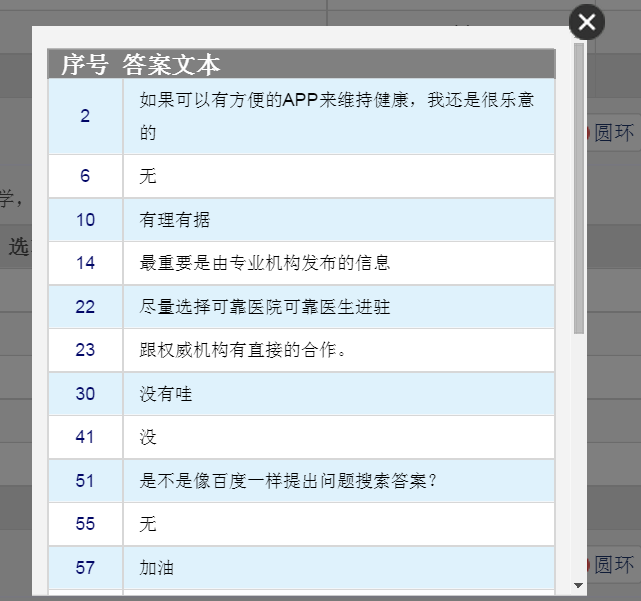 序号 答案文本
2 如果可以有方便的APP来维持健康，我还是很乐意
的
6 无
10 有理有据
14 最重要是由专业机构发布的信息
22 尽量选择可靠医院可靠医生进驻
23 跟权威机构有直接的合作。
30 没有哇
41 没
51 是不是像百度一样提出问题搜索答案？
55 无
57 加油
圆环
学，
选
圆环